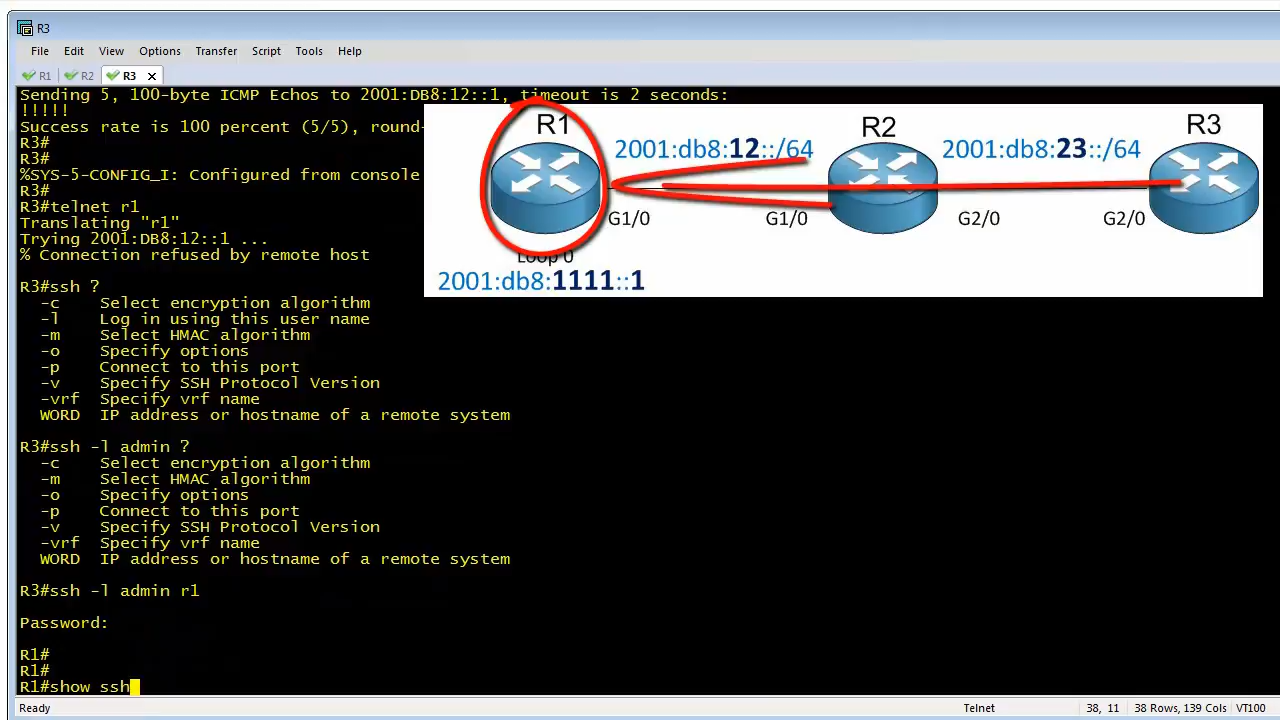 R3
File Edit View Options Transfer Script Tools Help
R1 R2 R3
Sending 5, 100-byte ICMP Echos to 2001:DB8:12::1, timeout is 2 seconds:
!!!!!
Success rate is 100 percent (5/5), round-
R3#
R3#
%SYS-5-CONFIG_I: Configured from console
R3#
R3#telnet r1
Translating "r1"
Trying 2001:DB8:12::1 ...
% Connection refused by remote host
R3#ssh ?
-c Select encryption algorithm
-l Log in using this user name
-m Select HMAC algorithm
-o Specify options
-p Connect to this port
-v Specify SSH Protocol Version
-vrf Specify vrf name
WORD IP address or hostname of a remote system
R3#ssh -l admin ?
-c Select encryption algorithm
-m Select HMAC algorithm
-o Specify options
-p Connect to this port
-v Specify SSH Protocol Version
-vrf Specify vrf name
WORD IP address or hostname of a remote system
R3#ssh -l admin r1
Password:
R1#
R1#
R1#show ssh
R1 R2 R3
2001:db8:12::/64 2001:db8:23::/64
G1/0 G1/0 G2/0 G2/0
Loop 0
2001:db8:1111::1
Ready Telnet 38, 11 38 Rows, 139 Cols VT100